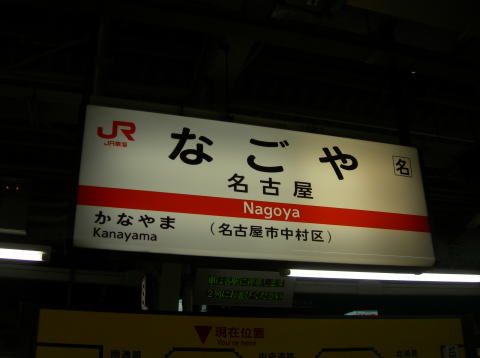 JR
JR東海
なごや
名
名古屋
Nagoya
かなやま
Kanayama
(名古屋市中村区)
現在位置
You're here